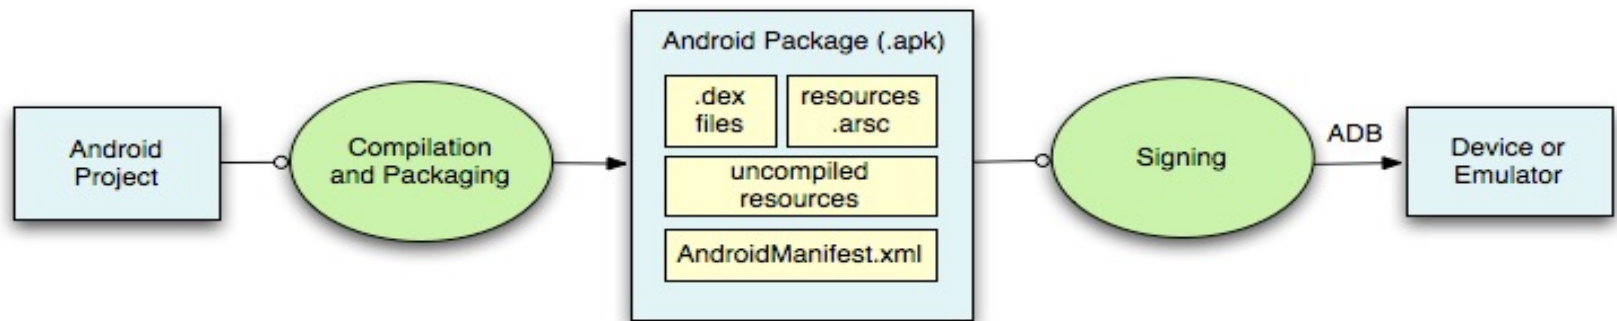 Android
Project
Compilation
and Packaging
Android Package (.apk)
.dex
files
resources
.arsc
uncompiled
resources
AndroidManifest.xml
Signing
ADB
Device or
Emulator